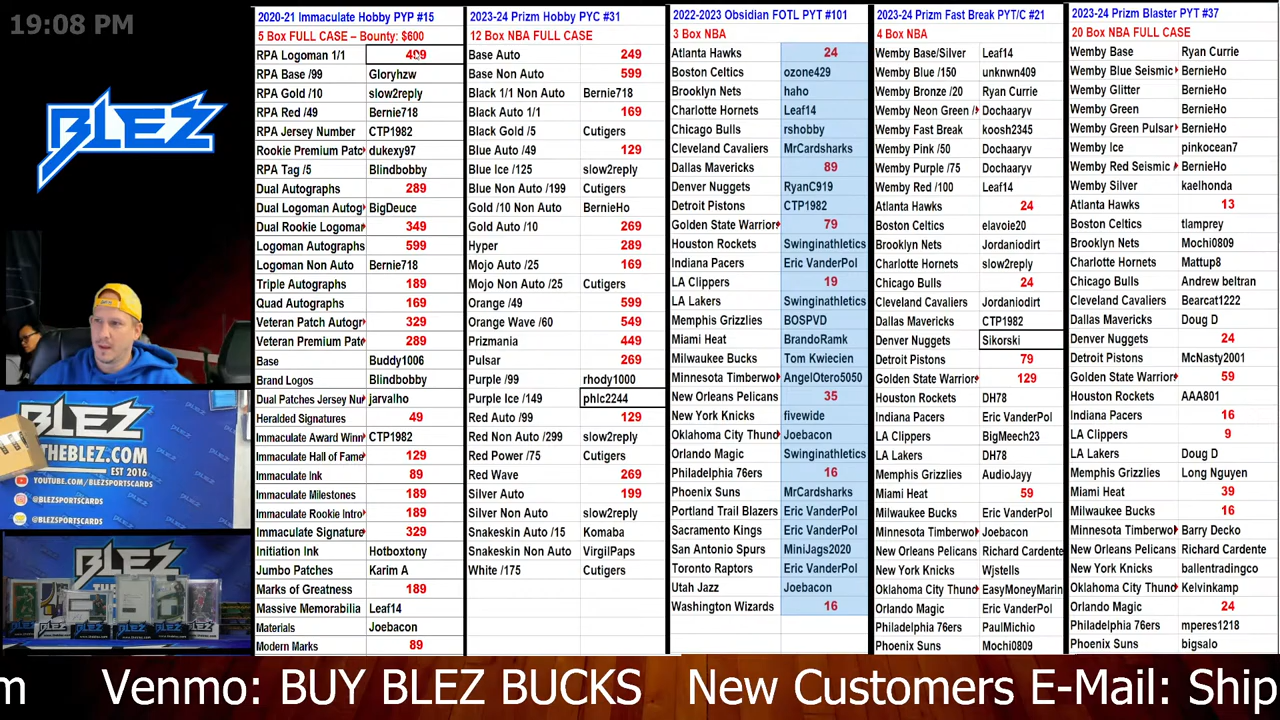 19:08 PM
BLEZ
BLEZ
THEBLEZ.COM
EST 2016
YOUTUBE.COM/BLEZSPORTSCARDS
@BLEZSPORTSCARDS
@BLEZSPORTSCARDS
BLEZ
2020-21 Immaculate Hobby PYP #15
5 Box FULL CASE – Bounty: $600
RPA Logoman 1/1
RPA Base /99 Gloryhzw
RPA Gold /10 slow2reply
RPA Red /49 Bernie718
RPA Jersey Number CTP1982
Rookie Premium Patc dukexy97
RPA Tag /5 Blindbobby
Dual Autographs 289
Dual Logoman Autog BigDeuce
Dual Rookie Logoma 349
Logoman Autographs 599
Logoman Non Auto Bernie718
Triple Autographs 189
Quad Autographs 169
Veteran Patch Autogr 329
Veteran Premium Pate 289
Base Buddy1006
Brand Logos Blindbobby
Dual Patches Jersey Nu jarvalho
Heralded Signatures 49
Immaculate Award Winn CTP1982
Immaculate Hall of Fame 129
Immaculate Ink 89
Immaculate Milestones 189
Immaculate Rookie Intro 189
Immaculate Signature 329
Initiation Ink Hotboxtony
Jumbo Patches Karim A
Marks of Greatness 189
Massive Memorabilia Leaf14
Materials Joebacon
Modern Marks 89
2023-24 Prizm Hobby PYC #31
12 Box NBA FULL CASE
Base Auto 249
Base Non Auto 599
Black 1/1 Non Auto Bernie718
Black Auto 1/1 169
Black Gold /5 Cutigers
Blue Auto /49 129
Blue Ice /125 slow2reply
Blue Non Auto /199 Cutigers
Gold /10 Non Auto BernieHo
Gold Auto /10 269
Hyper 289
Mojo Auto /25 169
Mojo Non Auto /25 Cutigers
Orange /49 599
Orange Wave /60 549
Prizmania 449
Pulsar 269
Purple /99 rhody1000
Purple Ice /149 phlc2244
Red Auto /99 129
Red Non Auto /299 slow2reply
Red Power /75 Cutigers
Red Wave 269
Silver Auto 199
Silver Non Auto slow2reply
Snakeskin Auto /15 Komaba
Snakeskin Non Auto VirgilPaps
White /175 Cutigers
2022-2023 Obsidian FOTL PYT #101
3 Box NBA
Atlanta Hawks 24
Boston Celtics ozone429
Brooklyn Nets haho
Charlotte Hornets Leaf14
Chicago Bulls rshobby
Cleveland Cavaliers MrCardsharks
Dallas Mavericks 89
Denver Nuggets RyanC919
Detroit Pistons CTP1982
Golden State Warrior 79
Houston Rockets Swinginathletics
Indiana Pacers Eric VanderPol
LA Clippers 19
LA Lakers Swinginathletics
Memphis Grizzlies BOSPVD
Miami Heat BrandoRamk
Milwaukee Bucks Tom Kwiecien
Minnesota Timberwo AngelOtero5050
New Orleans Pelicans 35
New York Knicks fivewide
Oklahoma City Thund Joebacon
Orlando Magic Swinginathletics
Philadelphia 76ers 16
Phoenix Suns MrCardsharks
Portland Trail Blazers Eric VanderPol
Sacramento Kings Eric VanderPol
San Antonio Spurs MiniJags2020
Toronto Raptors Eric VanderPol
Utah Jazz Joebacon
Washington Wizards 16
2023-24 Prizm Fast Break PYT/C #21
4 Box NBA
Wemby Base/Silver Leaf14
Wemby Blue /150 unknwn409
Wemby Bronze /20 Ryan Currie
Wemby Neon Green / Dochaaryv
Wemby Fast Break koosh2345
Wemby Pink /50 Dochaaryv
Wemby Purple /75 Dochaaryv
Wemby Red /100 Leaf14
Atlanta Hawks 24
Boston Celtics elavoie20
Brooklyn Nets Jordaniodirt
Charlotte Hornets slow2reply
Chicago Bulls 24
Cleveland Cavaliers Jordaniodirt
Dallas Mavericks CTP1982
Denver Nuggets Sikorski
Detroit Pistons 79
Golden State Warrior 129
Houston Rockets DH78
Indiana Pacers Eric VanderPol
LA Clippers BigMeech23
LA Lakers DH78
Memphis Grizzlies AudioJayy
Miami Heat 59
Milwaukee Bucks Eric VanderPol
Minnesota Timberwo Joebacon
New Orleans Pelicans Richard Cardente
New York Knicks Wjstells
Oklahoma City Thund EasyMoneyMarin
Orlando Magic Eric VanderPol
Philadelphia 76ers PaulMichio
Phoenix Suns Mochi0809
2023-24 Prizm Blaster PYT #37
20 Box NBA FULL CASE
Wemby Base Ryan Currie
Wemby Blue Seismic BernieHo
Wemby Glitter BernieHo
Wemby Green BernieHo
Wemby Green Pulsar BernieHo
Wemby Ice pinkocean7
Wemby Red Seismic BernieHo
Wemby Silver kaelhonda
Atlanta Hawks 13
Boston Celtics tlamprey
Brooklyn Nets Mochi0809
Charlotte Hornets Mattup8
Chicago Bulls Andrew beltran
Cleveland Cavaliers Bearcat1222
Dallas Mavericks Doug D
Denver Nuggets 24
Detroit Pistons McNasty2001
Golden State Warrior 59
Houston Rockets AAA801
Indiana Pacers 16
LA Clippers 9
LA Lakers Doug D
Memphis Grizzlies Long Nguyen
Miami Heat 39
Milwaukee Bucks 16
Minnesota Timberwo Barry Decko
New Orleans Pelicans Richard Cardente
New York Knicks ballentradingco
Oklahoma City Thund Kelvinkamp
Orlando Magic 24
Philadelphia 76ers mperes1218
Phoenix Suns bigsalo
m Venmo: BUY BLEZ BUCKS New Customers E-Mail: Ship